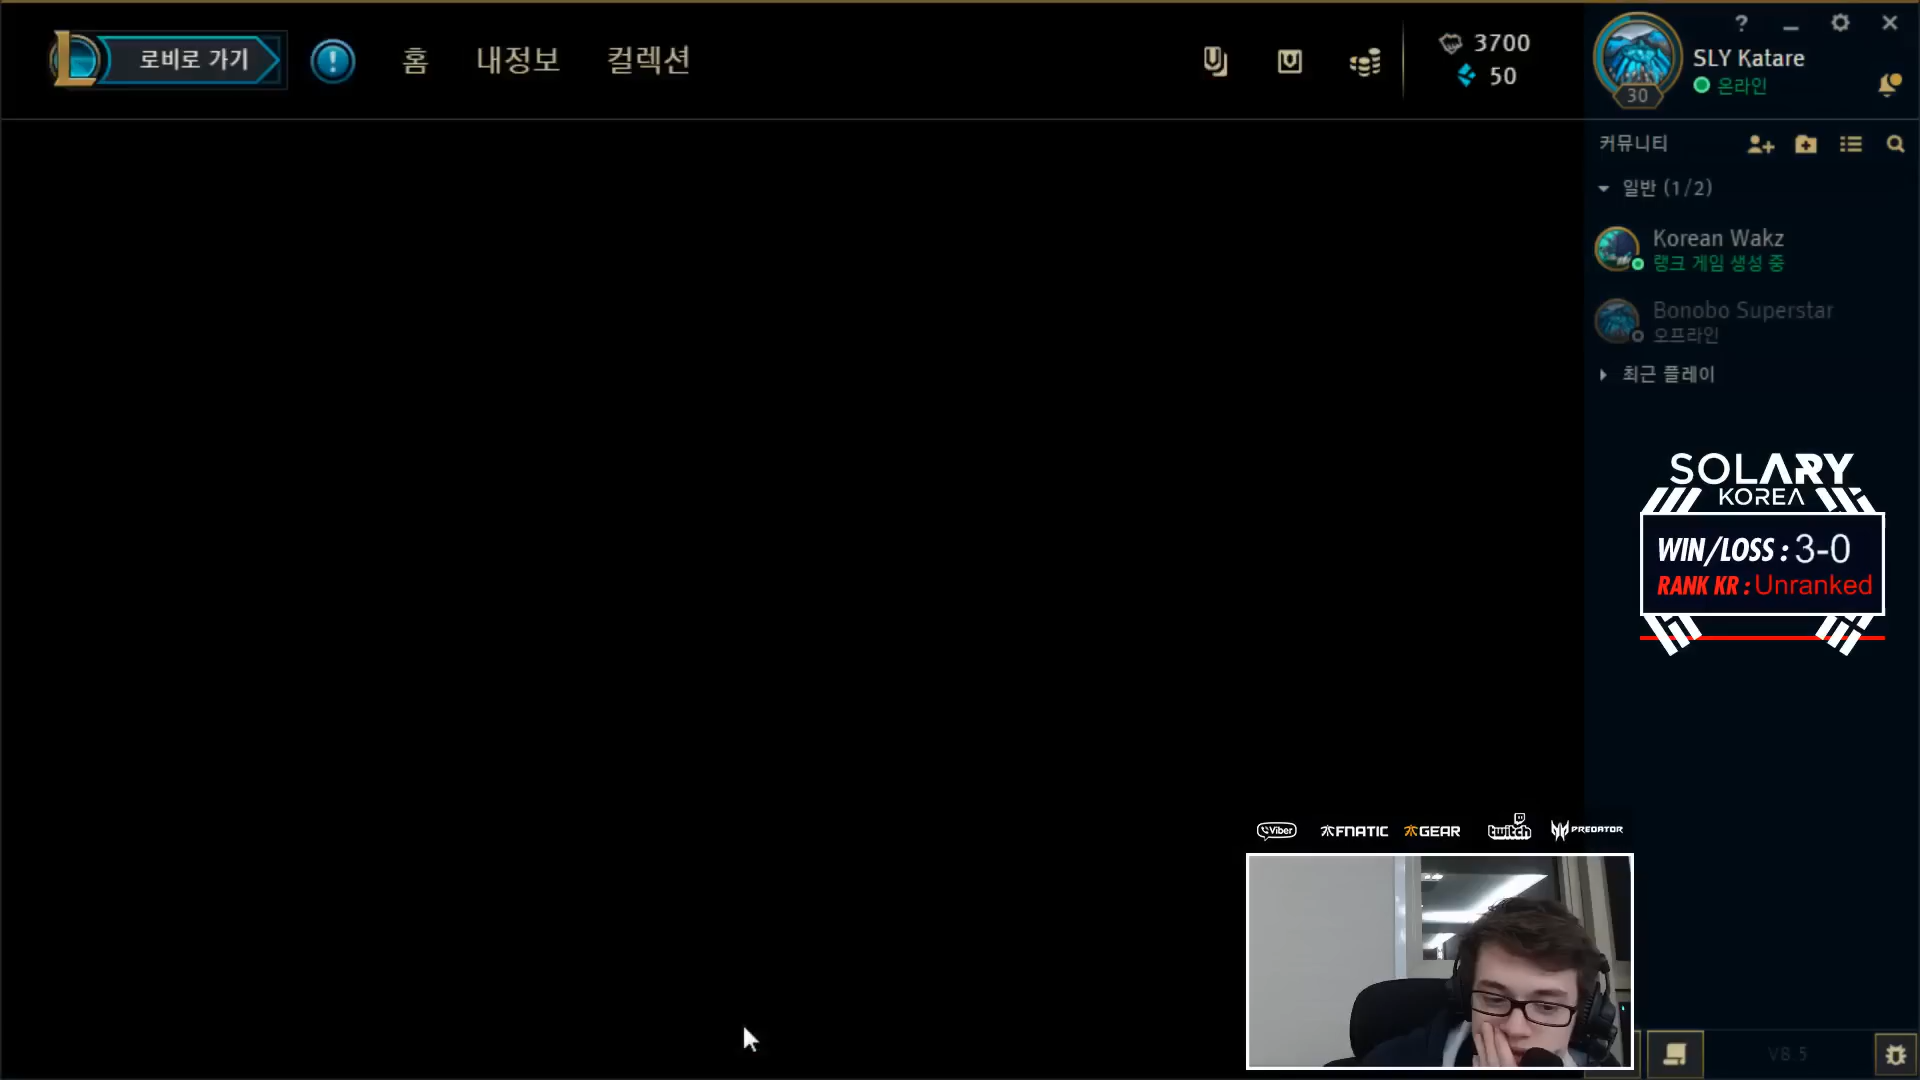 로비로 가기
홈
내정보
컬렉션
3700
50
30
SLY Katare
온라인
커뮤니티
일반 (1/2)
Korean Wakz
랭크 게임 생성 중
Bonobo Superstar
오프라인
최근 플레이
SOLARY
KOREA
WIN/LOSS : 3-0
RANK KR : Unranked
Viber
FNATIC GEAR
twitch
PREDATOR
V8.5